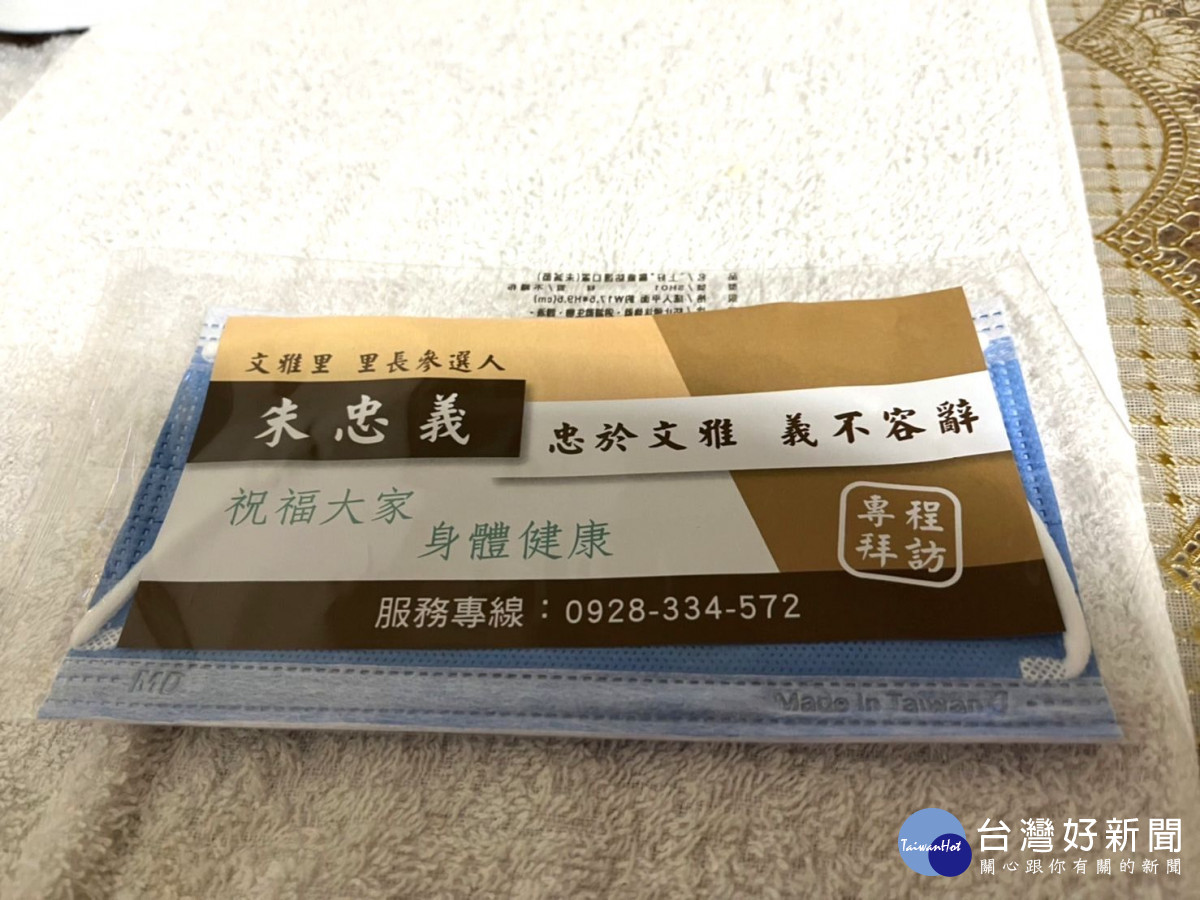 文雅里 里長參選人
朱忠義
忠於文雅 義不容辭
祝福大家
身體健康
專程
拜訪
服務專線：0928-334-572
MD
Made In Taiwan
TaiwanHot
台灣好新聞
關心跟你有關的新聞